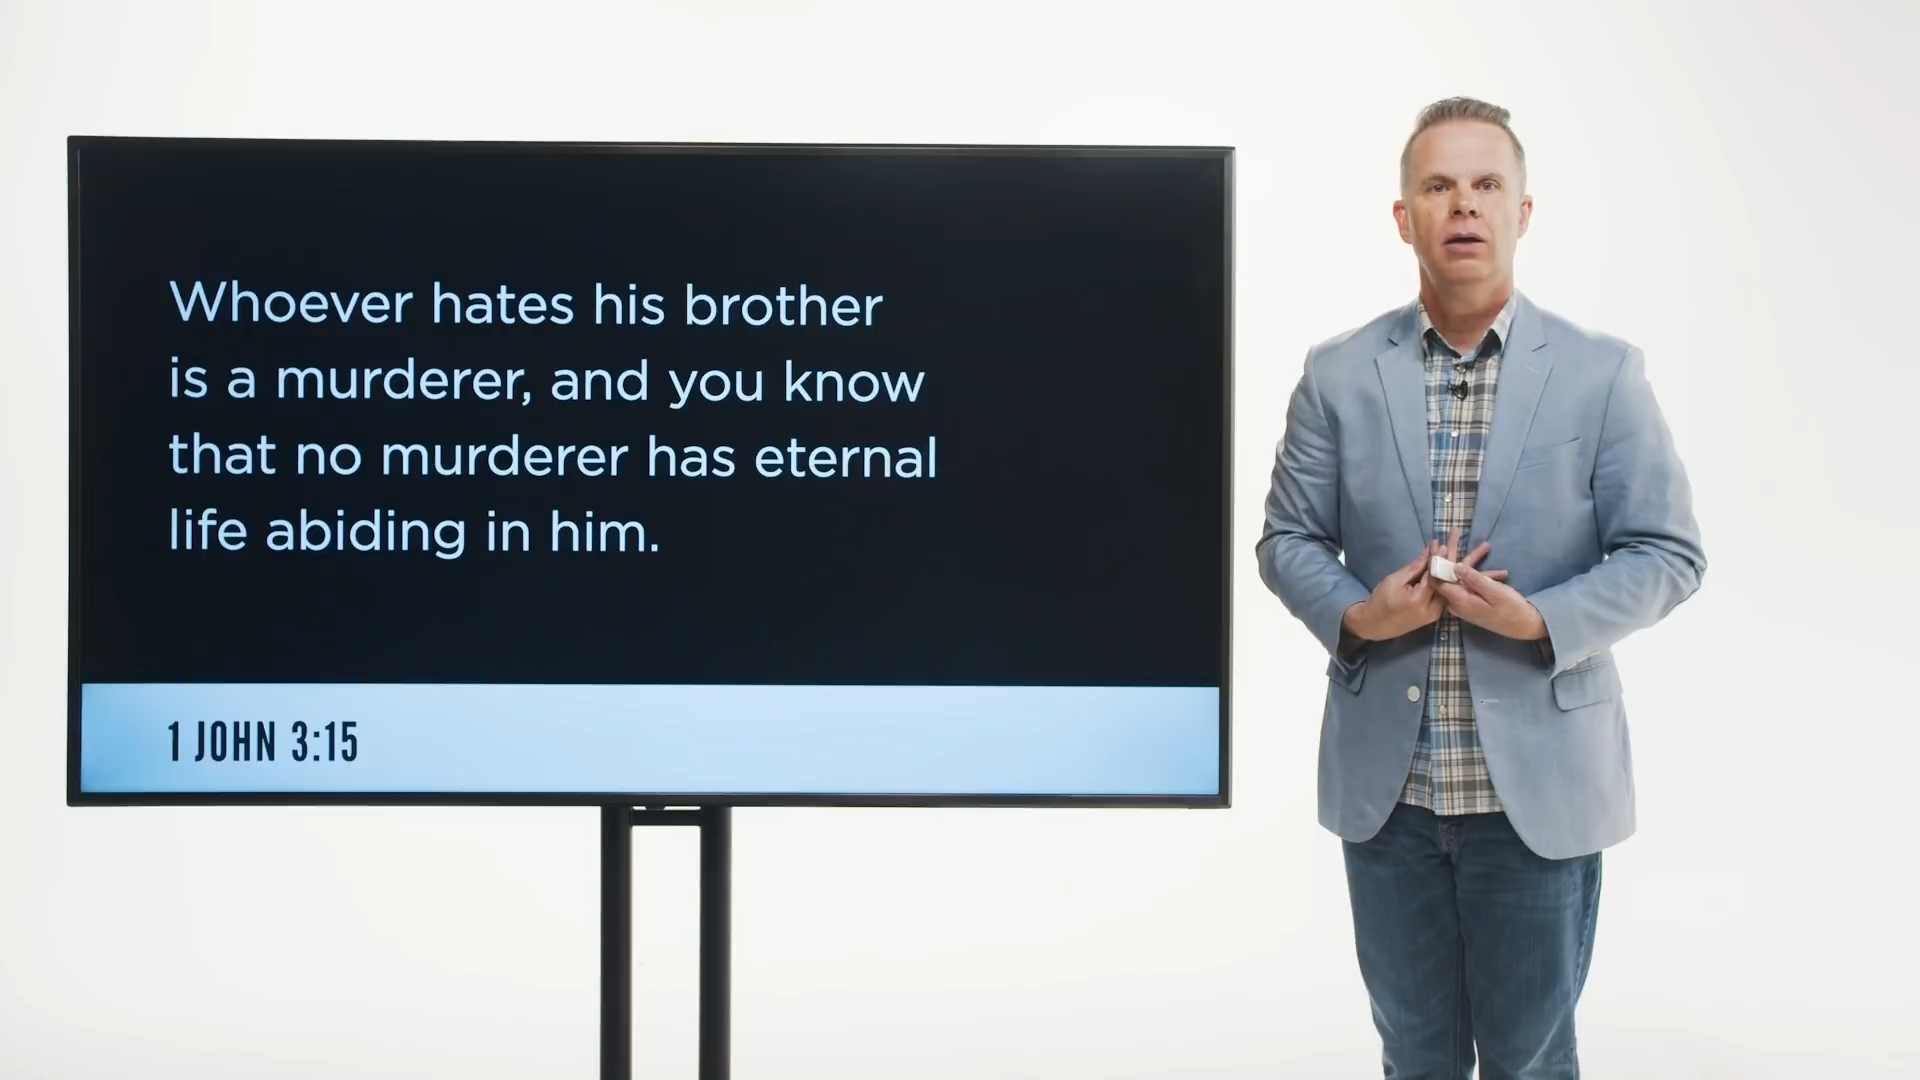 Whoever hates his brother
is a murderer, and you know
that no murderer has eternal
life abiding in him.
1 JOHN 3:15